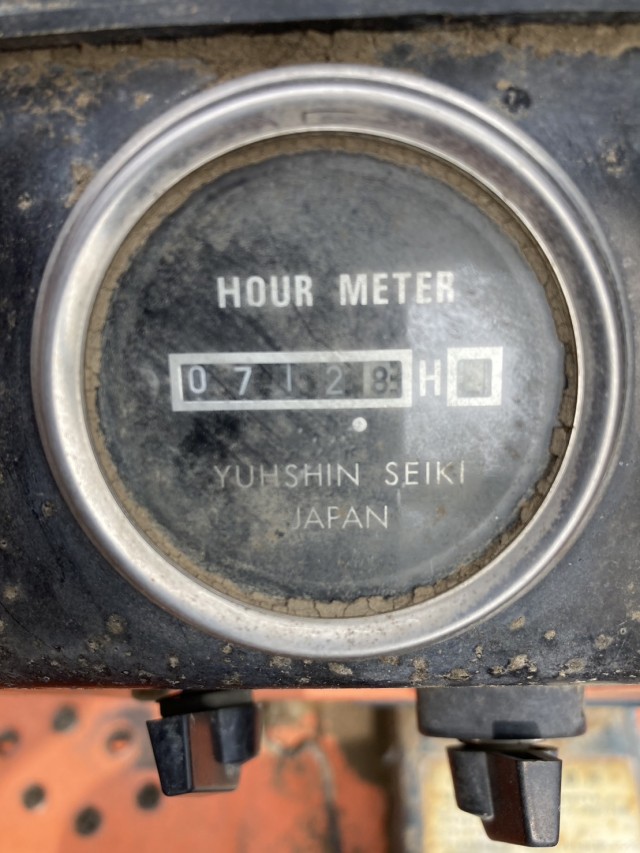 HOUR METER
07128 H
YUHSHIN SEIKI
JAPAN